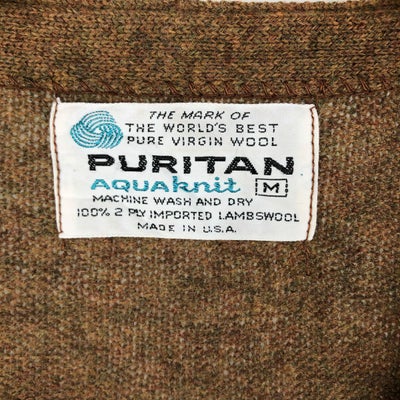 THE MARK OF
THE WORLD'S BEST
PURE VIRGIN WOOL
PURITAN
AQUAknit M
MACHINE WASH AND DRY
100% 2 PLY IMPORTED LAMBSWOOL
MADE IN U.S.A.